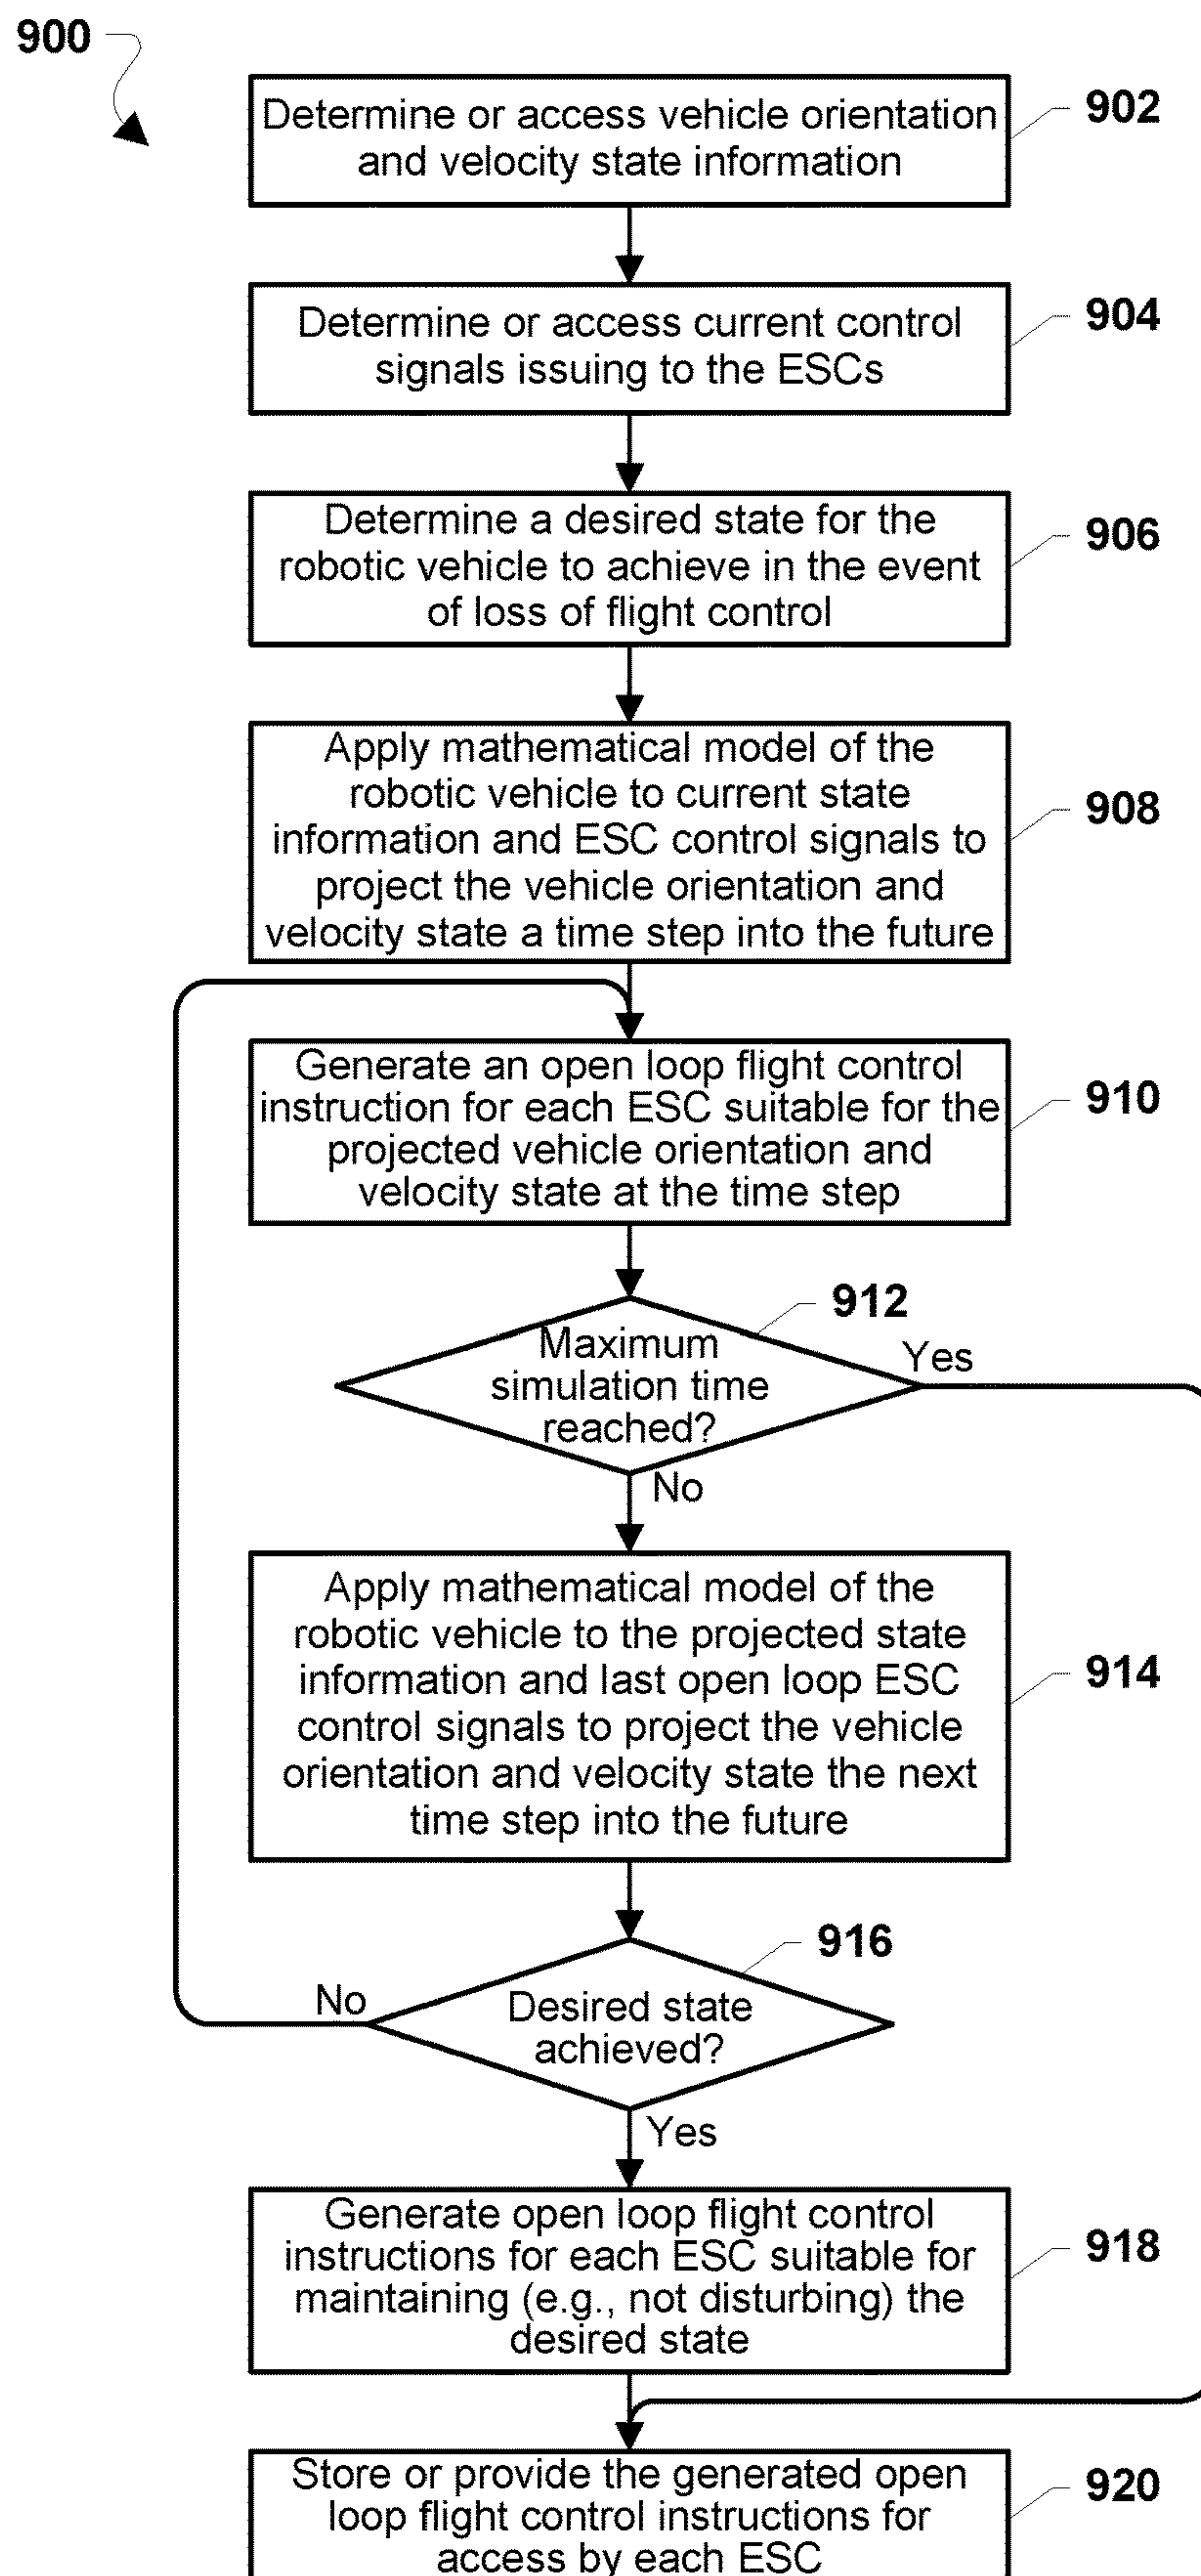 900
Determine or access vehicle orientation
and velocity state information
902
Determine or access current control
signals issuing to the ESCs
904
Determine a desired state for the
robotic vehicle to achieve in the event
of loss of flight control
906
Apply mathematical model of the
robotic vehicle to current state
information and ESC control signals to
project the vehicle orientation and
velocity state a time step into the future
908
Generate an open loop flight control
instruction for each ESC suitable for the
projected vehicle orientation and
velocity state at the time step
910
912
Maximum
simulation time
reached?
Yes
No
Apply mathematical model of the
robotic vehicle to the projected state
information and last open loop ESC
control signals to project the vehicle
orientation and velocity state the next
time step into the future
914
916
No
Desired state
achieved?
Yes
Generate open loop flight control
instructions for each ESC suitable for
maintaining (e.g., not disturbing) the
desired state
918
Store or provide the generated open
loop flight control instructions for
access by each ESC
920